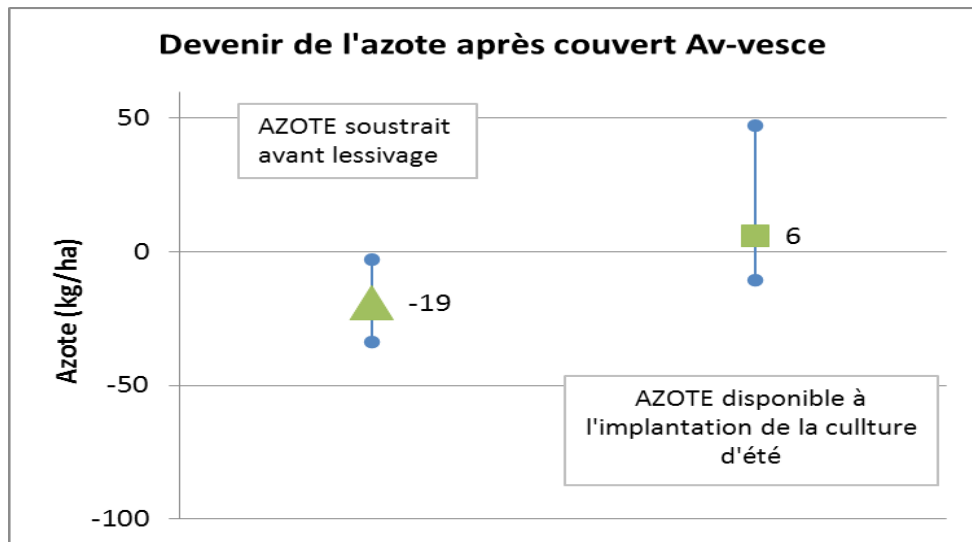 Devenir de l'azote après couvert Av-vesce
50
AZOTE soustrait
avant lessivage
6
0
-19
Azote (kg/ha)
-50
AZOTE disponible à
l'implantation de la cullture
d'été
-100